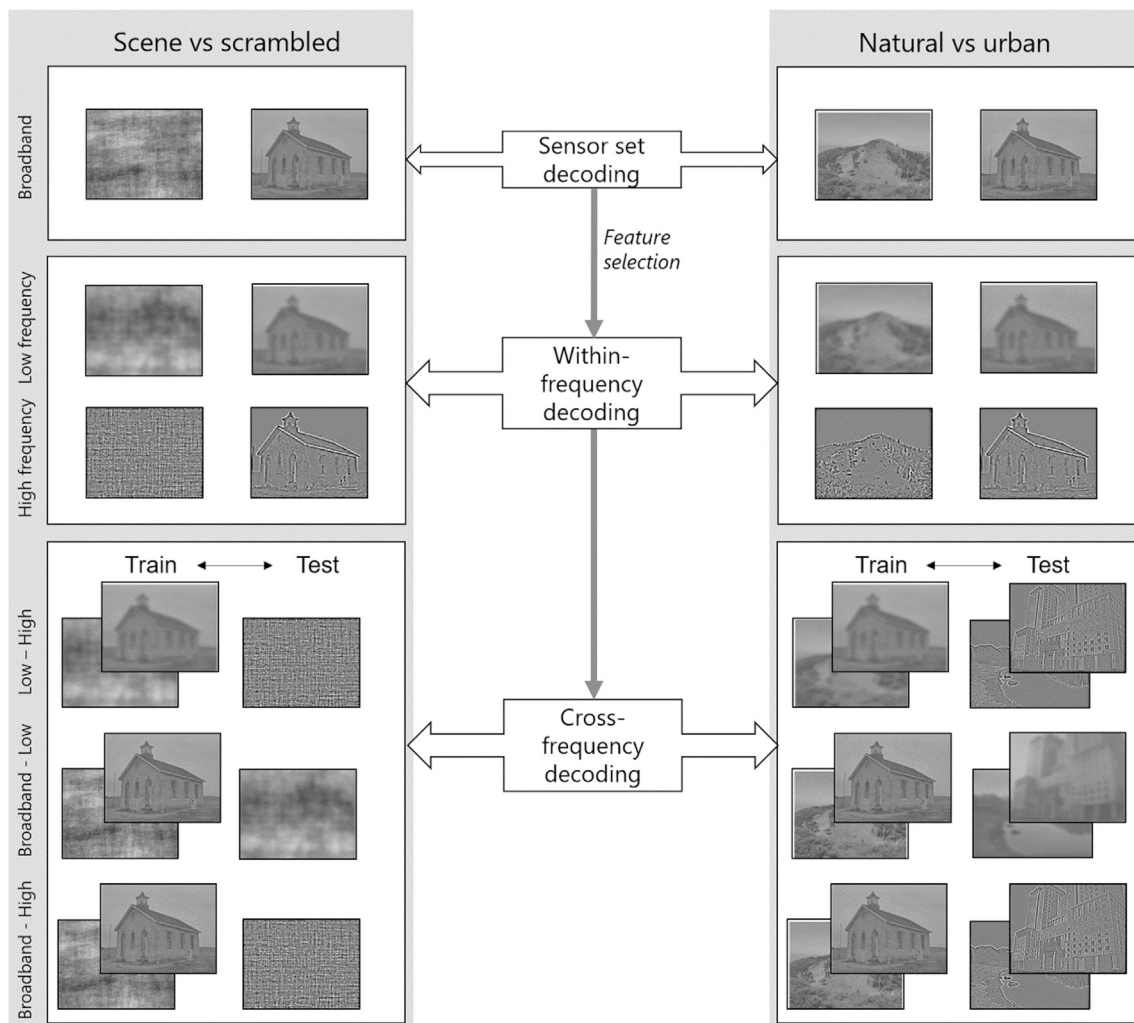 Scene vs scrambled
Natural vs urban
Broadband
Sensor set
decoding
Feature
selection
Low frequency
High frequency
Within-
frequency
decoding
Train
Test
Train
Test
Low – High
Broadband - Low
Broadband - High
Cross-
frequency
decoding